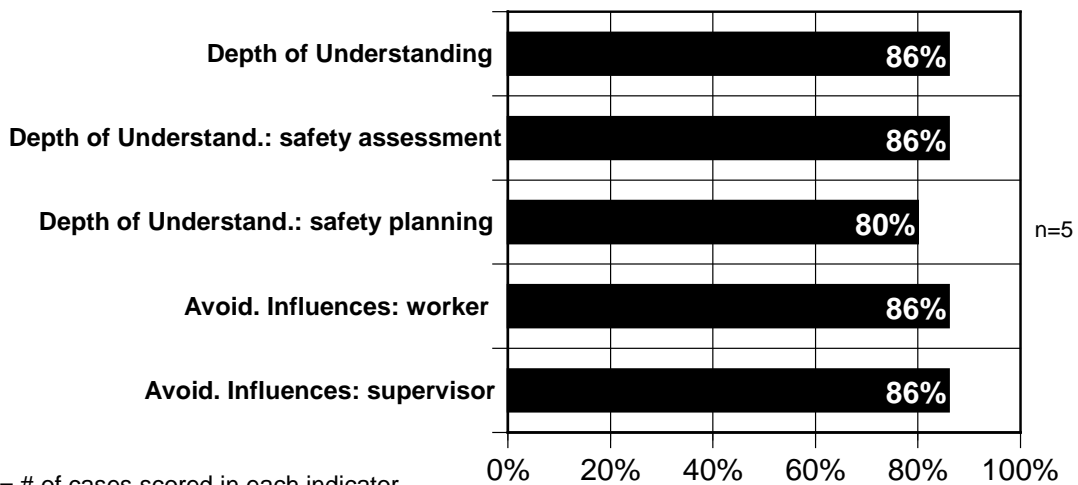 Depth of Understanding 86%
Depth of Understand.: safety assessment 86%
Depth of Understand.: safety planning 80% n=5
Avoid. Influences: worker 86%
Avoid. Influences: supervisor 86%
0% 20% 40% 60% 80% 100%
= # of cases scored in each indicator